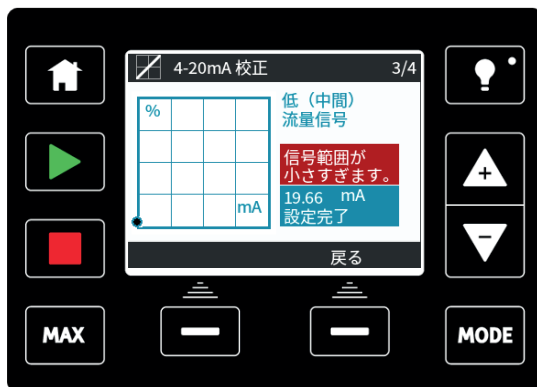 4-20mA 校正
3/4
%
mA
低（中間）
流量信号
信号範囲が
小さすぎます。
19.66 mA
設定完了
戻る
+
−
MAX
MODE